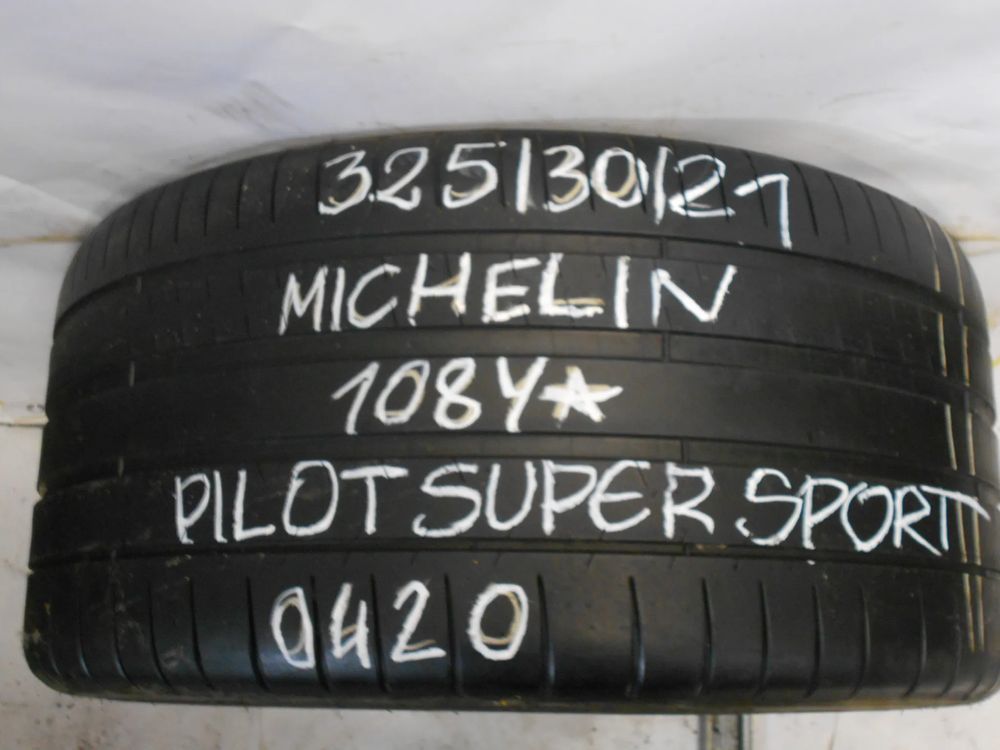 325/30/21
MICHELIN
108Y★
PILOT SUPER SPORT
0420